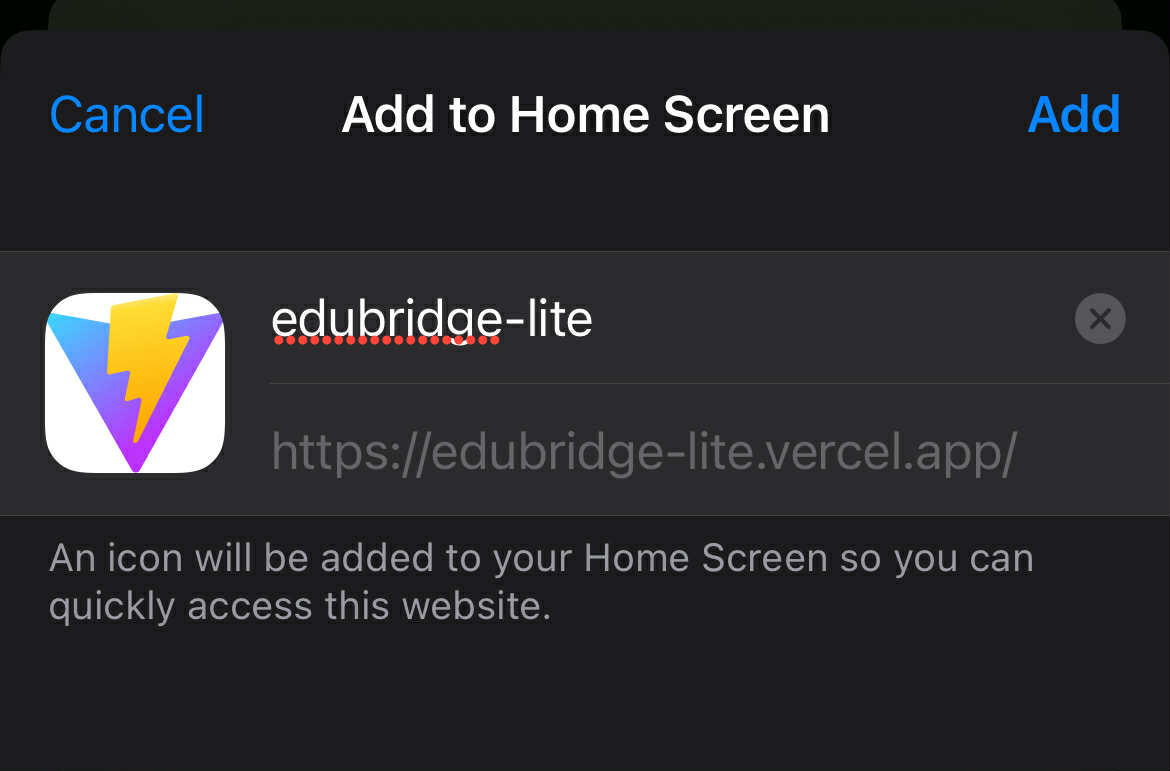 Cancel Add to Home Screen Add
edubridge-lite
https://edubridge-lite.vercel.app/
An icon will be added to your Home Screen so you can
quickly access this website.